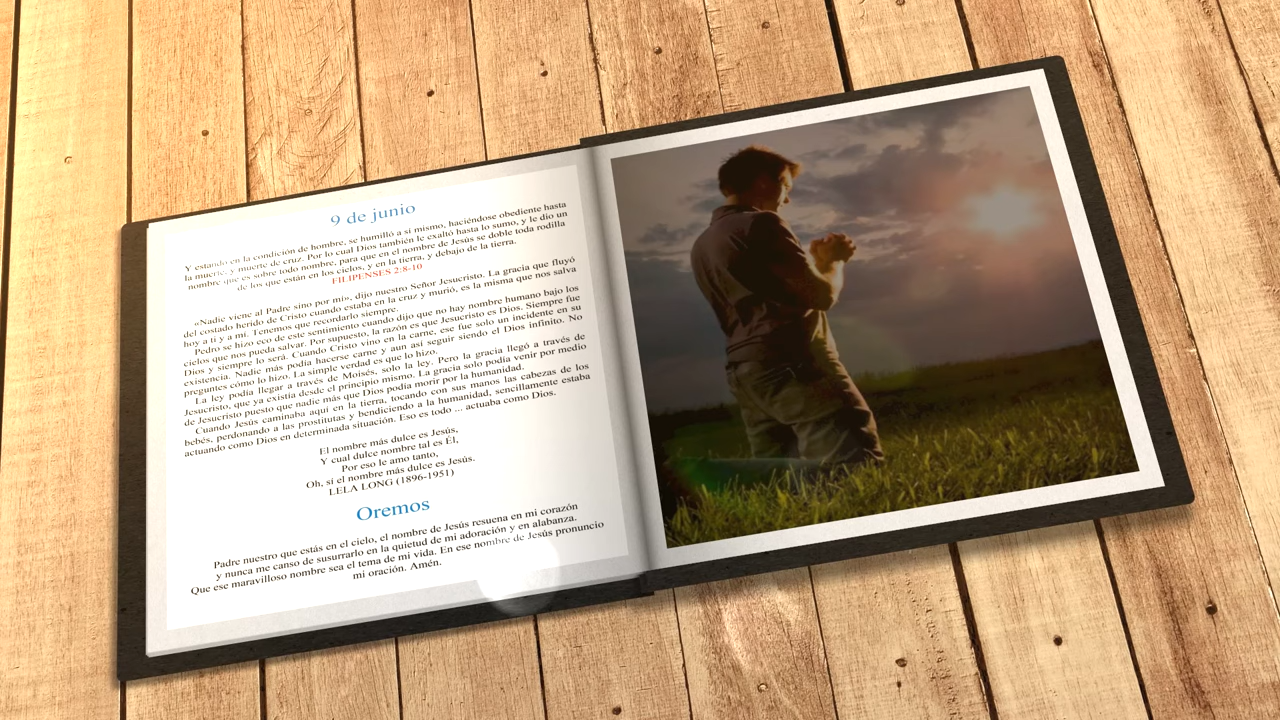 9 de junio
Y estando en la condición de hombre, se humilló a si mismo, haciéndose obediente hasta
la muerte, y muerte de cruz. Por lo cual Dios también le exaltó hasta lo sumo, y le dio un
nombre que es sobre todo nombre, para que en el nombre de Jesús se doble toda rodilla
de los que están en los cielos, y en la tierra, y debajo de la tierra.
FILIPENSES 2:8-10
«Nadie viene al Padre sino por mí», dijo nuestro Señor Jesucristo. La gracia que fluyó
del costado herido de Cristo cuando estaba en la cruz y murió, es la misma que nos salva
hoy a ti y a mí. Tenemos que recordarlo siempre.
Pedro se hizo eco de este sentimiento cuando dijo que no hay nombre humano bajo los
cielos que nos pueda salvar. Por supuesto, la razón es que Jesucristo es Dios. Siempre fue
Dios y siempre lo será. Cuando Cristo vino en la carne, ese fue solo un incidente en su
existencia. Nadie más podía hacerse carne y aun así seguir siendo el Dios infinito. No
preguntes cómo lo hizo. La simple verdad es que lo hizo.
La ley podía llegar a través de Moisés, solo la ley. Pero la gracia llegó a través de
Jesucristo, que ya existía desde el principio mismo. La gracia solo podía venir por medio
de Jesucristo puesto que nadie más que Dios podía morir por la humanidad.
Cuando Jesús caminaba aquí en la tierra, tocando con sus manos las cabezas de los
bebés, perdonando a las prostitutas y bendiciendo a la humanidad, sencillamente estaba
actuando como Dios en determinada situación. Eso es todo ... actuaba como Dios.
El nombre más dulce es Jesús,
Y cual dulce nombre tal es Él,
Por eso le amo tanto,
Oh, sí el nombre más dulce es Jesús.
LELA LONG (1896-1951)
Oremos
Padre nuestro que estás en el cielo, el nombre de Jesús resuena en mi corazón
y nunca me canso de susurrarlo en la quietud de mi adoración y en alabanza.
Que ese maravilloso nombre sea el tema de mi vida. En ese nombre de Jesús pronuncio
mi oración. Amén.